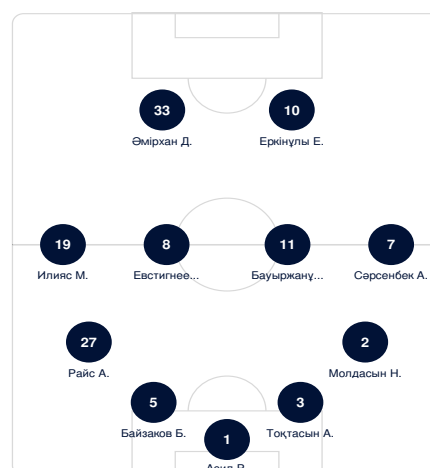 33
10
Әмірхан Д.
Еркінұлы Е.
19
8
11
7
Илияс М.
Евстигнее...
Бауыржанұ...
Сәрсенбек А.
27
2
Райс А.
Молдасын Н.
5
3
Байзаков Б.
Тоқтасын А.
1